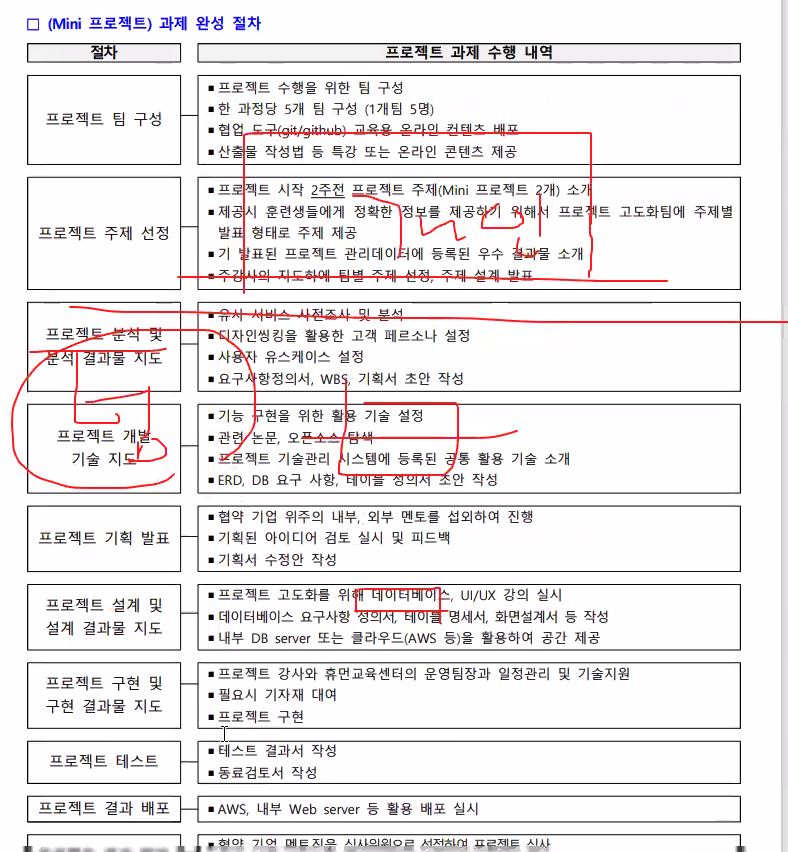 □ (Mini 프로젝트) 과제 완성 절차
절차
프로젝트 과제 수행 내역
프로젝트 팀 구성
▪프로젝트 수행을 위한 팀 구성
▪한 과정당 5개 팀 구성 (1개팀 5명)
▪협업 도구(git/github) 교육용 온라인 컨텐츠 배포
▪산출물 작성법 등 특강 또는 온라인 콘텐츠 제공
프로젝트 주제 선정
▪프로젝트 시작 2주전 프로젝트 주제(Mini 프로젝트 2개) 소개
▪제공시 훈련생들에게 정확한 정보를 제공하기 위해서 프로젝트 고도화팀에 주제별
발표 형태로 주제 제공
▪기 발표된 프로젝트 관리데이터에 등록된 우수 결과물 소개
▪주강사의 지도하에 팀별 주제 선정, 주제 설계 발표
프로젝트 분석 및
분석 결과물 지도
▪유사 서비스 사전조사 및 분석
▪디자인씽킹을 활용한 고객 페르소나 설정
▪사용자 유스케이스 설정
▪요구사항정의서, WBS, 기획서 초안 작성
프로젝트 개발
기술 지도
▪기능 구현을 위한 활용 기술 설정
▪관련 논문, 오픈소스 탐색
▪프로젝트 기술관리 시스템에 등록된 공통 활용 기술 소개
▪ERD, DB 요구 사항, 테이블 정의서 초안 작성
프로젝트 기획 발표
▪협약 기업 위주의 내부, 외부 멘토를 섭외하여 진행
▪기획된 아이디어 검토 실시 및 피드백
▪기획서 수정안 작성
프로젝트 설계 및
설계 결과물 지도
▪프로젝트 고도화를 위해 데이터베이스, UI/UX 강의 실시
▪데이터베이스 요구사항 정의서, 테이블 명세서, 화면설계서 등 작성
▪내부 DB server 또는 클라우드(AWS 등)을 활용하여 공간 제공
프로젝트 구현 및
구현 결과물 지도
▪프로젝트 강사와 휴먼교육센터의 운영팀장과 일정관리 및 기술지원
▪필요시 기자재 대여
▪프로젝트 구현
프로젝트 테스트
▪테스트 결과서 작성
▪동료검토서 작성
프로젝트 결과 배포
▪AWS, 내부 Web server 등 활용 배포 실시
▪협약 기업 멘토진을 심사위원으로 선정하여 프로젝트 심사